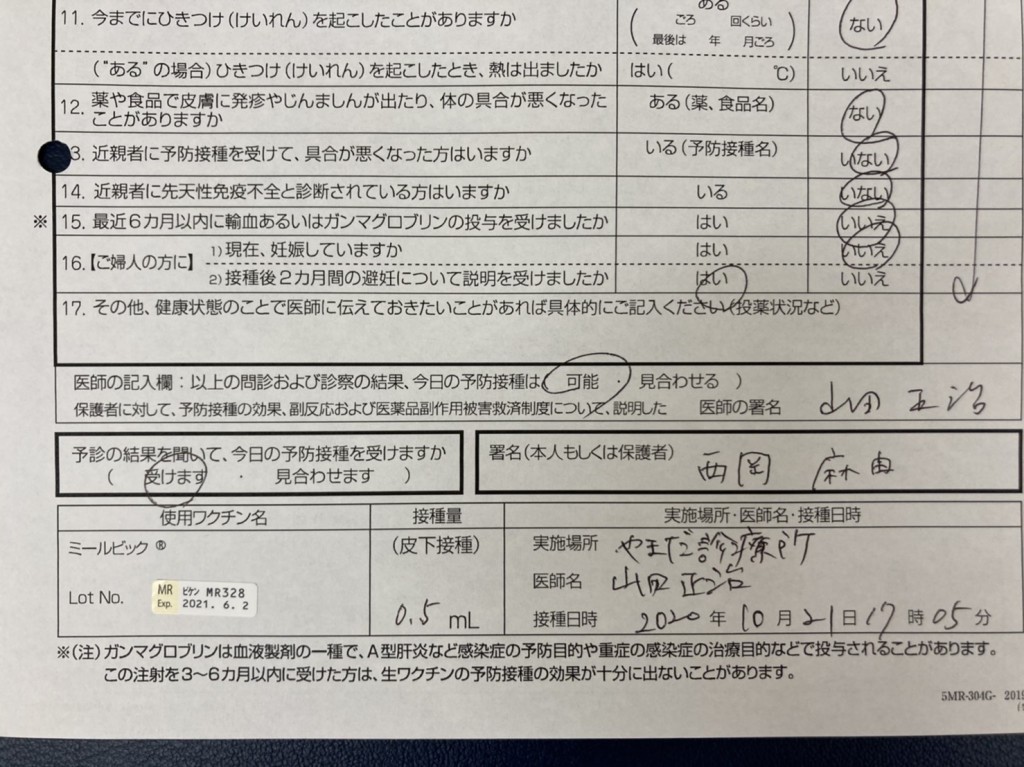 ある
11. 今までにひきつけ(けいれん)を起こしたことがありますか ( ごろ 回くらい ない
最後は 年 月ごろ )
(“ある”の場合)ひきつけ(けいれん)を起こしたとき、熱は出ましたか はい( ℃) いいえ
12. 薬や食品で皮膚に発疹やじんましんが出たり、体の具合が悪くなった ある(薬、食品名) ない
ことがありますか
3. 近親者に予防接種を受けて、具合が悪くなった方はいますか いる(予防接種名) いない
14. 近親者に先天性免疫不全と診断されている方はいますか いる いない
※ 15. 最近6カ月以内に輸血あるいはガンマグロブリンの投与を受けましたか はい いいえ
16.【ご婦人の方に】 1)現在、妊娠していますか はい いいえ
2)接種後2カ月間の避妊について説明を受けましたか はい いいえ
17. その他、健康状態のことで医師に伝えておきたいことがあれば具体的にご記入ください(投薬状況など)
医師の記入欄:以上の問診および診察の結果、今日の予防接種は( 可能 ・ 見合わせる )
保護者に対して、予防接種の効果、副反応および医薬品副作用被害救済制度について、説明した 医師の署名 山田 正治
予診の結果を聞いて、今日の予防接種を受けますか
( 受けます ・ 見合わせます )
署名(本人もしくは保護者) 西岡 麻由
使用ワクチン名 接種量 実施場所・医師名・接種日時
ミールビック® (皮下接種) 実施場所 やまだ診療所
医師名 山田正治
Lot No. MR ビケン MR328
Exp. 2021. 6. 2
0.5 mL 接種日時 2020 年 10 月 21 日 17 時 05 分
※(注)ガンマグロブリンは血液製剤の一種で、A型肝炎など感染症の予防目的や重症の感染症の治療目的などで投与されることがあります。
この注射を3~6カ月以内に受けた方は、生ワクチンの予防接種の効果が十分に出ないことがあります。
5MR-304G- 2019